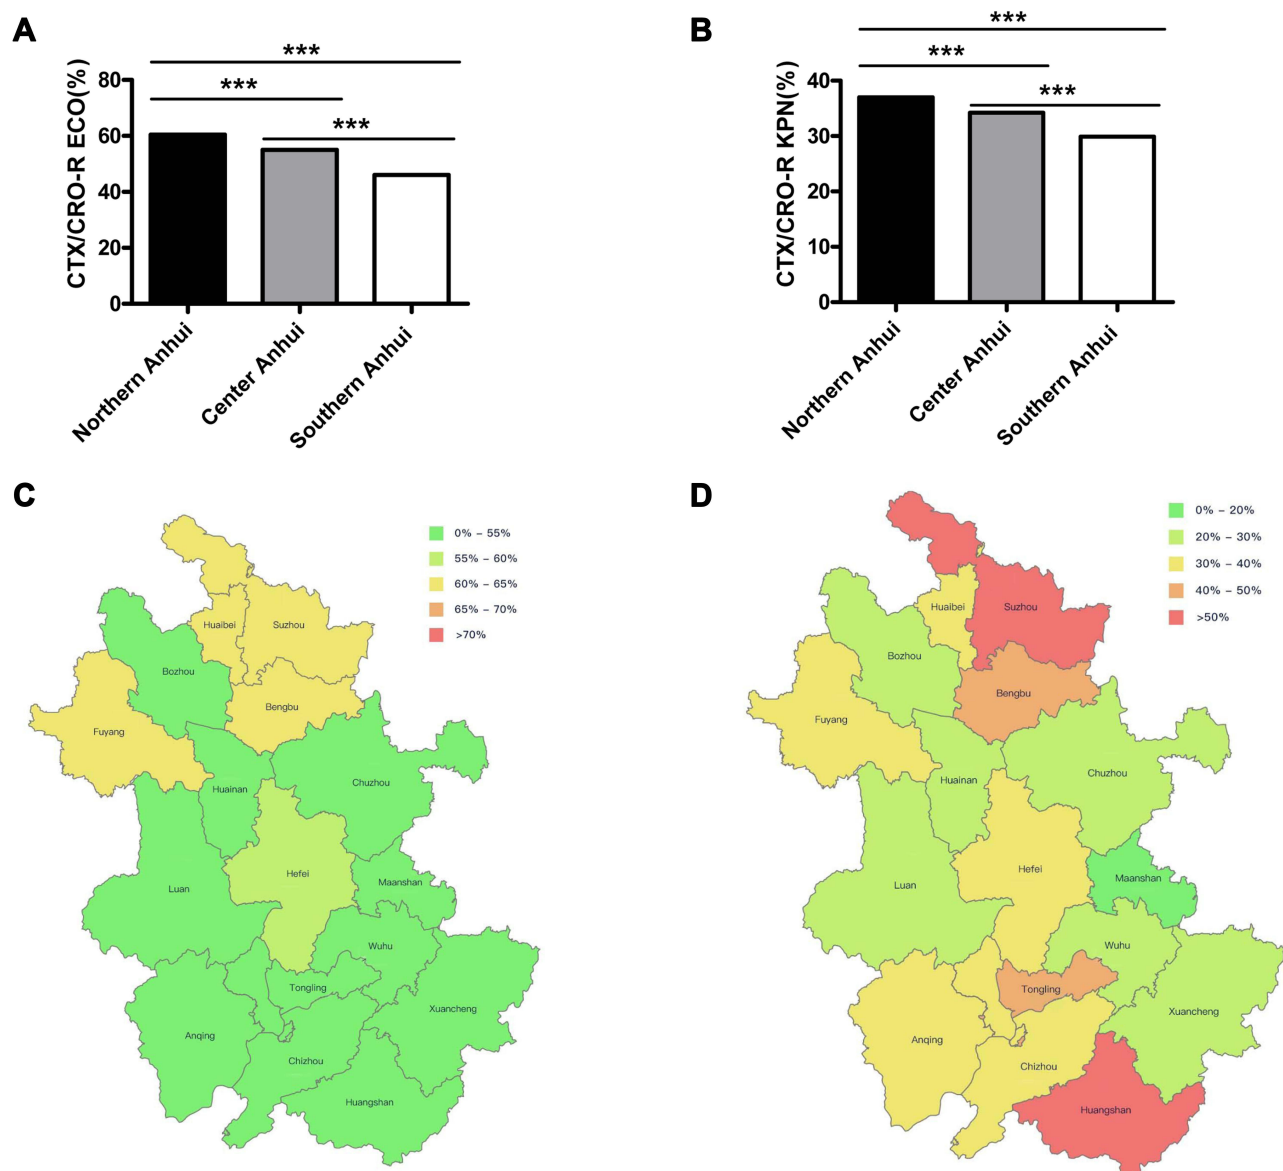 A
CTX/CRO-R ECO(%)
***
***
***
80
60
40
20
0
Northern Anhui
Center Anhui
Southern Anhui
B
CTX/CRO-R KPN(%)
***
***
***
40
30
20
10
0
Northern Anhui
Center Anhui
Southern Anhui
C
0% – 55%
55% – 60%
60% – 65%
65% – 70%
>70%
Huaibei
Suzhou
Bozhou
Bengbu
Fuyang
Chuzhou
Huainan
Hefei
Maanshan
Luan
Wuhu
Tongling
Xuancheng
Anqing
Chizhou
Huangshan
D
0% – 20%
20% – 30%
30% – 40%
40% – 50%
>50%
Huaibei
Suzhou
Bozhou
Bengbu
Fuyang
Chuzhou
Huainan
Hefei
Maanshan
Luan
Wuhu
Tongling
Xuancheng
Anqing
Chizhou
Huangshan